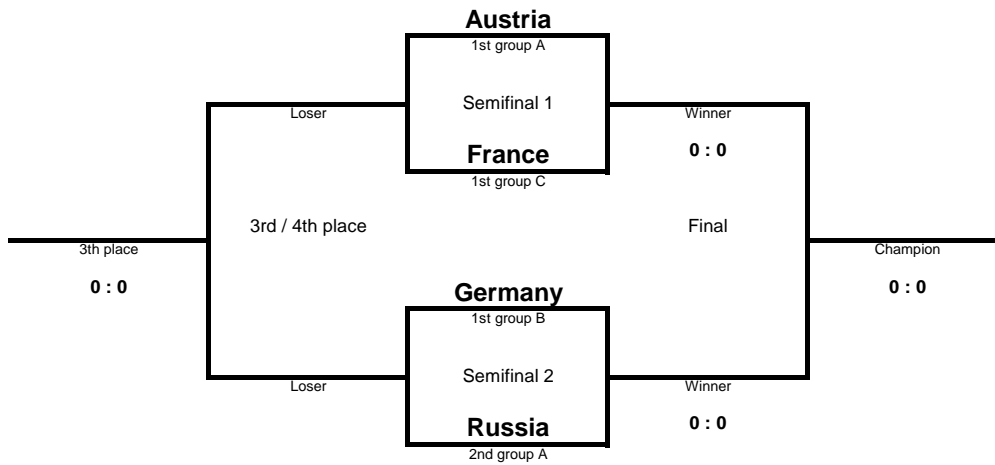 Austria
1st group A
Semifinal 1
Loser
Winner
France
0 : 0
1st group C
3rd / 4th place
Final
3th place
Champion
0 : 0
0 : 0
Germany
1st group B
Semifinal 2
Loser
Winner
Russia
0 : 0
2nd group A